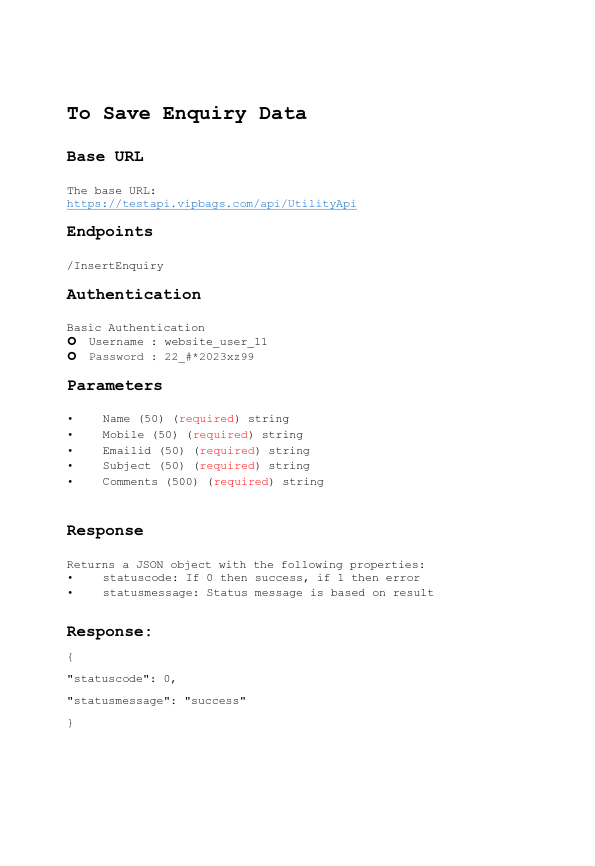 To Save Enquiry Data
Base URL
The base URL:
https://testapi.vipbags.com/api/UtilityApi
Endpoints
/InsertEnquiry
Authentication
Basic Authentication
Username : website_user_11
Password : 22_#*2023xz99
Parameters
• Name (50) (required) string
• Mobile (50) (required) string
• Emailid (50) (required) string
• Subject (50) (required) string
• Comments (500) (required) string
Response
Returns a JSON object with the following properties:
• statuscode: If 0 then success, if 1 then error
• statusmessage: Status message is based on result
Response:
{
"statuscode": 0,
"statusmessage": "success"
}